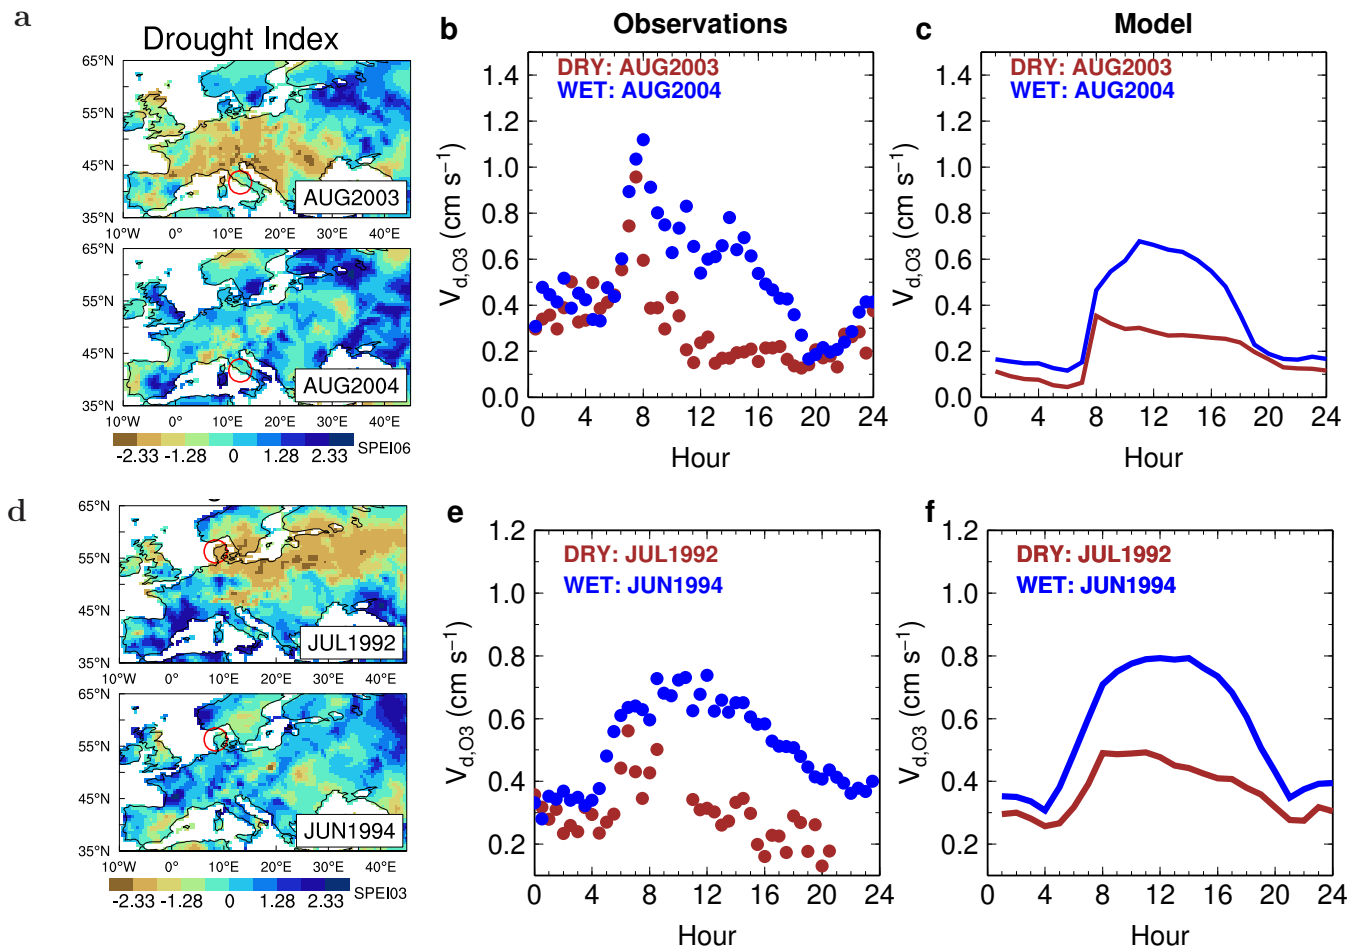 a
Drought Index
65°N
55°N
45°N
35°N
AUG2003
10°W 0° 10°E 20°E 30°E 40°E
65°N
55°N
45°N
35°N
AUG2004
10°W 0° 10°E 20°E 30°E 40°E
-2.33 -1.28 0 1.28 2.33 SPEI06
b Observations
DRY: AUG2003
WET: AUG2004
V d,O3 (cm s⁻¹)
1.4
1.2
1.0
0.8
0.6
0.4
0.2
0.0
0 4 8 12 16 20 24
Hour
c Model
DRY: AUG2003
WET: AUG2004
V d,O3 (cm s⁻¹)
1.4
1.2
1.0
0.8
0.6
0.4
0.2
0.0
0 4 8 12 16 20 24
Hour
d
65°N
55°N
45°N
35°N
JUL1992
10°W 0° 10°E 20°E 30°E 40°E
65°N
55°N
45°N
35°N
JUN1994
10°W 0° 10°E 20°E 30°E 40°E
-2.33 -1.28 0 1.28 2.33 SPEI03
e
DRY: JUL1992
WET: JUN1994
V d,O3 (cm s⁻¹)
1.2
1.0
0.8
0.6
0.4
0.2
0 4 8 12 16 20 24
Hour
f
DRY: JUL1992
WET: JUN1994
V d,O3 (cm s⁻¹)
1.2
1.0
0.8
0.6
0.4
0.2
0 4 8 12 16 20 24
Hour